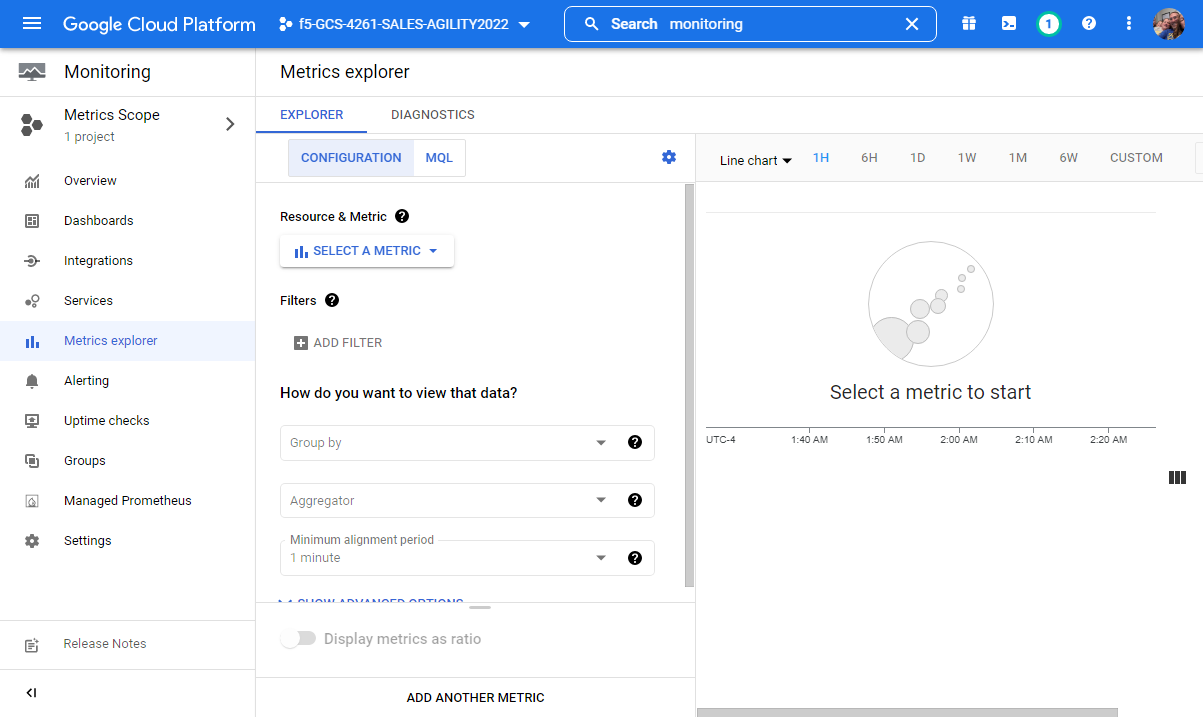 Google Cloud Platform
f5-GCS-4261-SALES-AGILITY2022
Search monitoring
1
Monitoring
Metrics Scope
1 project
Overview
Dashboards
Integrations
Services
Metrics explorer
Alerting
Uptime checks
Groups
Managed Prometheus
Settings
Release Notes
Metrics explorer
EXPLORER DIAGNOSTICS
CONFIGURATION MQL
Resource & Metric ?
SELECT A METRIC
Filters ?
ADD FILTER
How do you want to view that data?
Group by ?
Aggregator ?
Minimum alignment period
1 minute ?
SHOW ADVANCED OPTIONS
Display metrics as ratio
ADD ANOTHER METRIC
Line chart 1H 6H 1D 1W 1M 6W CUSTOM
Select a metric to start
UTC-4 1:40 AM 1:50 AM 2:00 AM 2:10 AM 2:20 AM